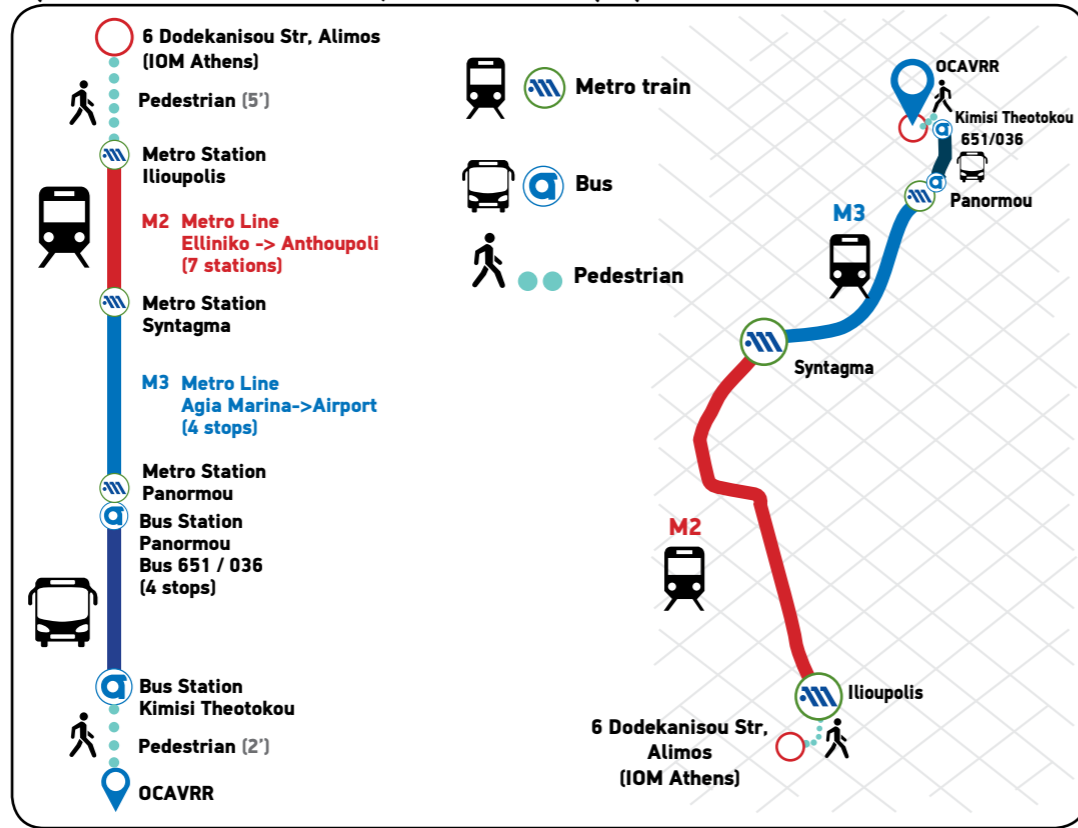 6 Dodekanisou Str, Alimos
(IOM Athens)
Pedestrian (5')
Metro Station
Ilioupolis
M2 Metro Line
Elliniko -> Anthoupoli
(7 stations)
Metro Station
Syntagma
M3 Metro Line
Agia Marina->Airport
(4 stops)
Metro Station
Panormou
Bus Station
Panormou
Bus 651 / 036
(4 stops)
Bus Station
Kimisi Theotokou
Pedestrian (2')
OCAVRR
Metro train
Bus
Pedestrian
OCAVRR
Kimisi Theotokou
651/036
Panormou
M3
Syntagma
M2
Ilioupolis
6 Dodekanisou Str,
Alimos
(IOM Athens)